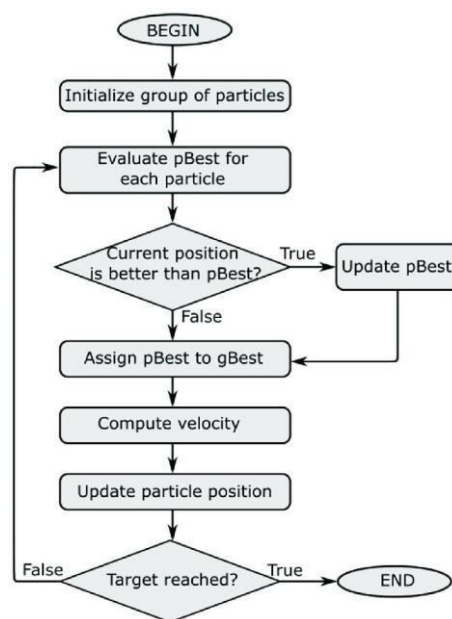 BEGIN
Initialize group of particles
Evaluate pBest for
each particle
Current position
is better than pBest?
True
Update pBest
False
Assign pBest to gBest
Compute velocity
Update particle position
False
Target reached?
True
END